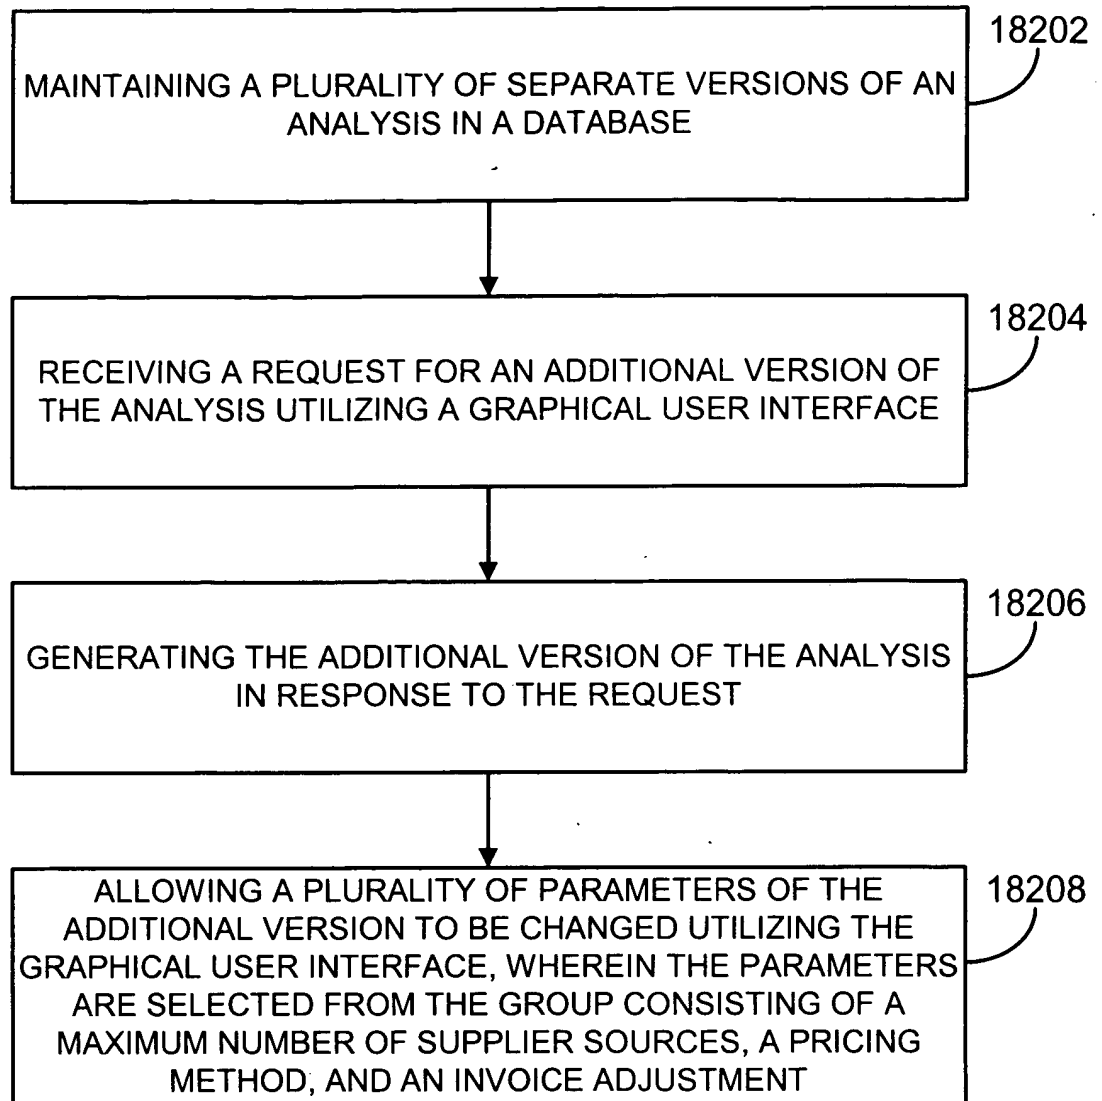 18202
MAINTAINING A PLURALITY OF SEPARATE VERSIONS OF AN
ANALYSIS IN A DATABASE
18204
RECEIVING A REQUEST FOR AN ADDITIONAL VERSION OF
THE ANALYSIS UTILIZING A GRAPHICAL USER INTERFACE
18206
GENERATING THE ADDITIONAL VERSION OF THE ANALYSIS
IN RESPONSE TO THE REQUEST
18208
ALLOWING A PLURALITY OF PARAMETERS OF THE
ADDITIONAL VERSION TO BE CHANGED UTILIZING THE
GRAPHICAL USER INTERFACE, WHEREIN THE PARAMETERS
ARE SELECTED FROM THE GROUP CONSISTING OF A
MAXIMUM NUMBER OF SUPPLIER SOURCES, A PRICING
METHOD, AND AN INVOICE ADJUSTMENT